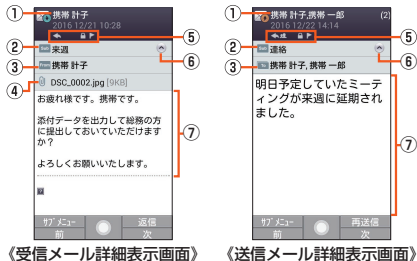 ①
携帯 計子
2016 12/21 10:28
⑤
② Sub 来週
⑥
③ From 携帯 計子
④ DSC_0002.jpg [9KB]
お疲れ様です。携帯です。
添付データを出力して総務の方
に提出しておいていただけます
か?
よろしくお願いいたします。
⑦
サブメニュー 返信
前 次
《受信メール詳細表示画面》
①
携帯 計子,携帯 一郎 (2)
2016 12/22 14:14
⑤
② Sub 連絡
⑥
③ To 携帯 計子, 携帯 一郎
明日予定していたミーテ
ィングが来週に延期され
ました。
⑦
サブメニュー 再送信
前 次
《送信メール詳細表示画面》